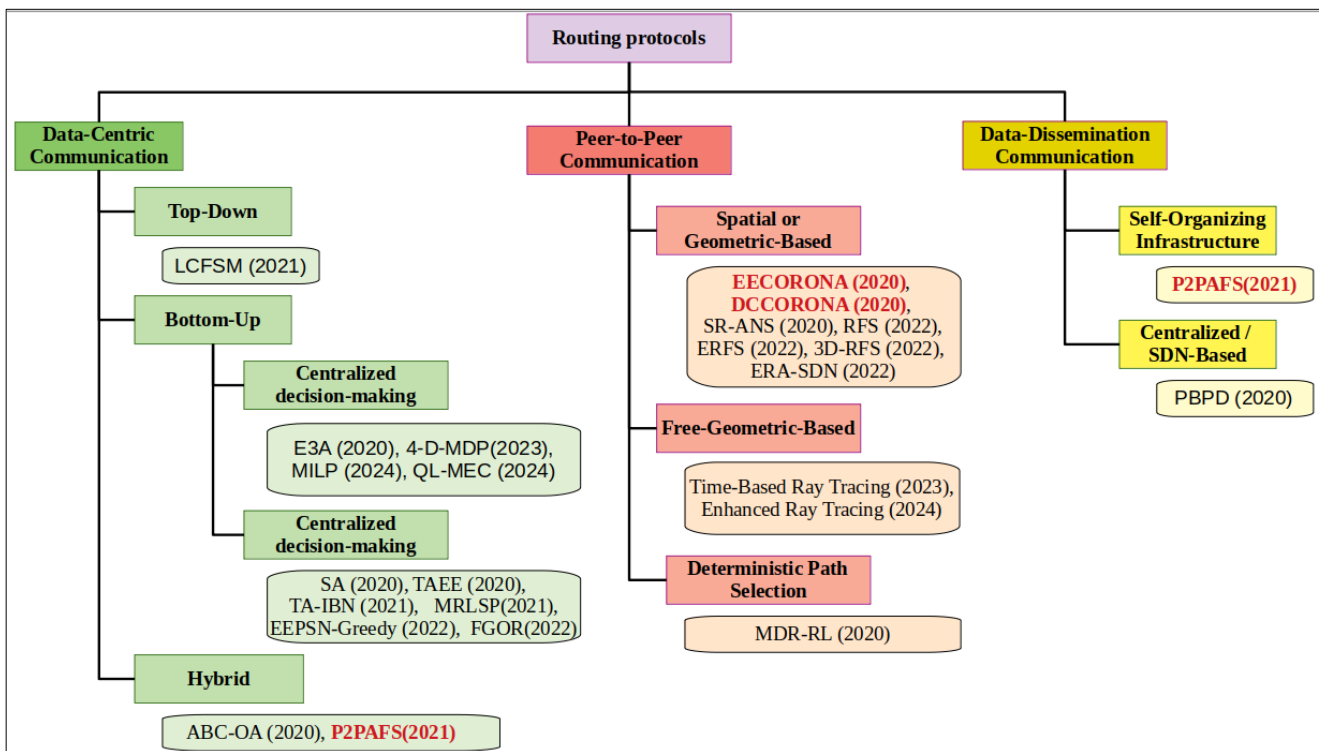 Routing protocols
Data-Centric
Communication
Top-Down
LCFSM (2021)
Bottom-Up
Centralized
decision-making
E3A (2020), 4-D-MDP(2023),
MILP (2024), QL-MEC (2024)
Centralized
decision-making
SA (2020), TAEE (2020),
TA-IBN (2021), MRLSP(2021),
EEPSN-Greedy (2022), FGOR(2022)
Hybrid
ABC-OA (2020), P2PAFS(2021)
Peer-to-Peer
Communication
Spatial or
Geometric-Based
EECORONA (2020),
DCCORONA (2020),
SR-ANS (2020), RFS (2022),
ERFS (2022), 3D-RFS (2022),
ERA-SDN (2022)
Free-Geometric-Based
Time-Based Ray Tracing (2023),
Enhanced Ray Tracing (2024)
Deterministic Path
Selection
MDR-RL (2020)
Data-Dissemination
Communication
Self-Organizing
Infrastructure
P2PAFS(2021)
Centralized /
SDN-Based
PBPD (2020)